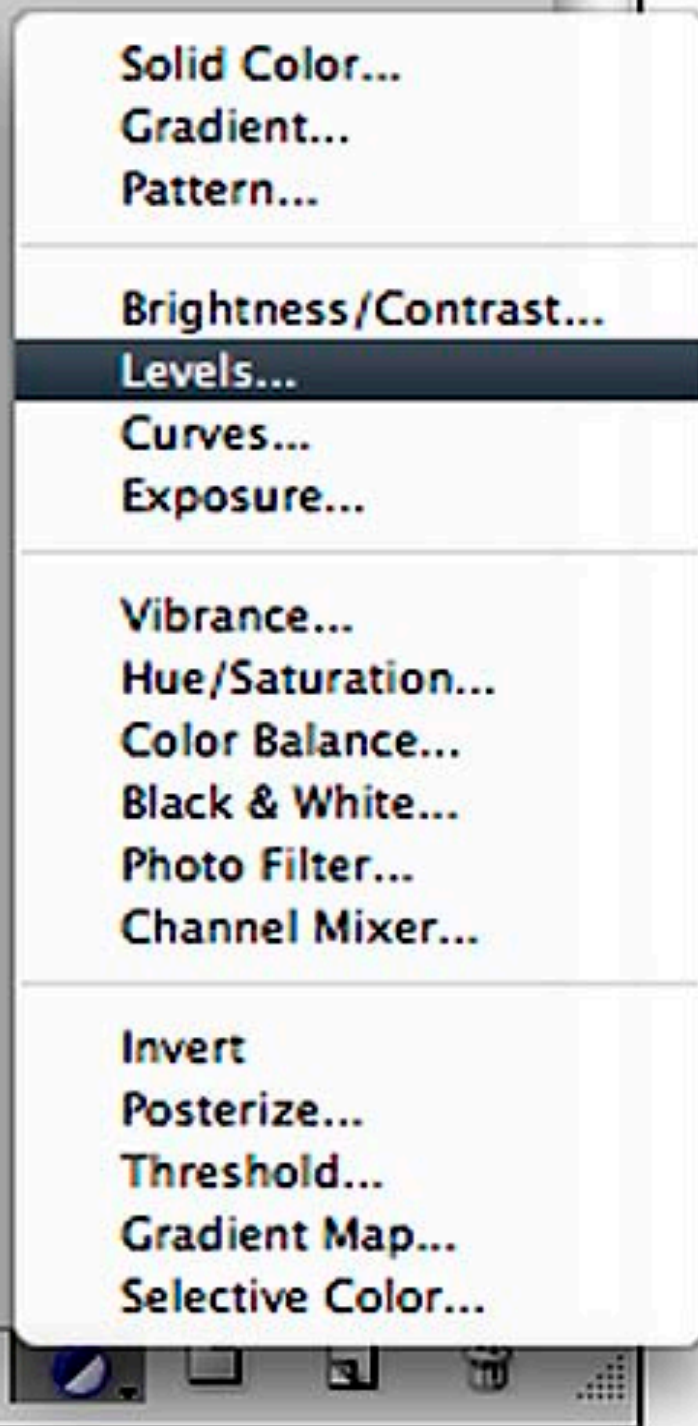 Solid Color...
Gradient...
Pattern...
Brightness/Contrast...
Levels...
Curves...
Exposure...
Vibrance...
Hue/Saturation...
Color Balance...
Black & White...
Photo Filter...
Channel Mixer...
Invert
Posterize...
Threshold...
Gradient Map...
Selective Color...